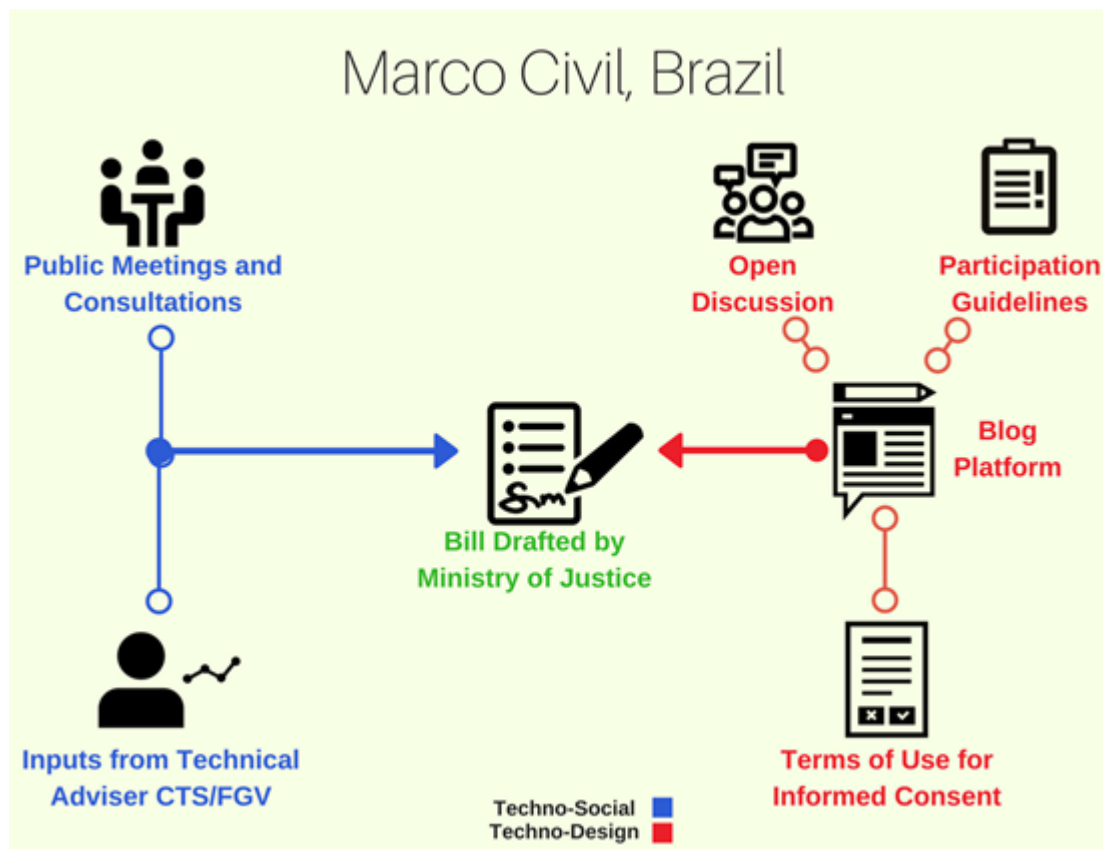 Marco Civil, Brazil
Public Meetings and
Consultations
Open
Discussion
Participation
Guidelines
Blog
Platform
Bill Drafted by
Ministry of Justice
Inputs from Technical
Adviser CTS/FGV
Terms of Use for
Informed Consent
Techno-Social
Techno-Design